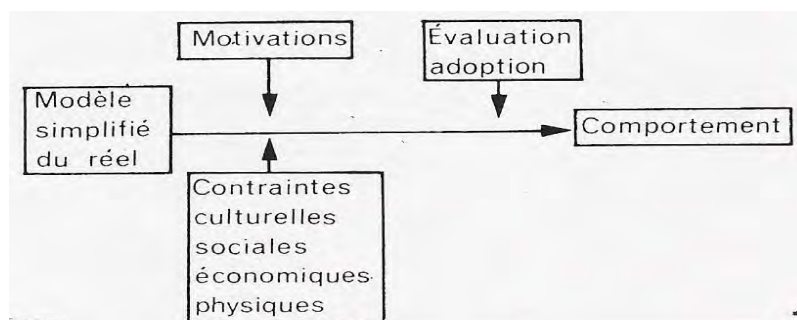 Motivations
Évaluation
adoption
Modèle
simplifié
du réel
Comportement
Contraintes
culturelles
sociales
économiques
physiques